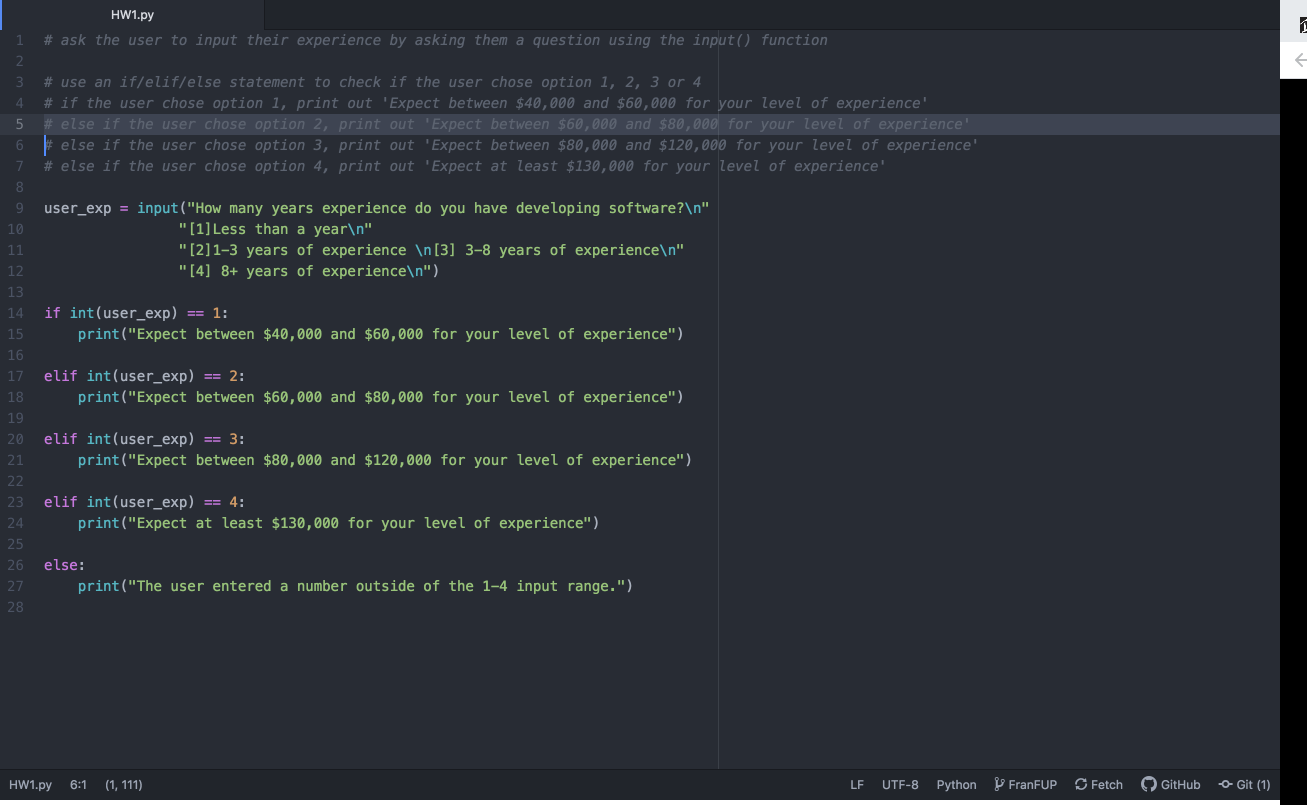 HW1.py
1 # ask the user to input their experience by asking them a question using the input() function
2
3 # use an if/elif/else statement to check if the user chose option 1, 2, 3 or 4
4 # if the user chose option 1, print out 'Expect between $40,000 and $60,000 for your level of experience'
5 # else if the user chose option 2, print out 'Expect between $60,000 and $80,000 for your level of experience'
6 # else if the user chose option 3, print out 'Expect between $80,000 and $120,000 for your level of experience'
7 # else if the user chose option 4, print out 'Expect at least $130,000 for your level of experience'
8
9 user_exp = input("How many years experience do you have developing software?\n"
10                 "[1]Less than a year\n"
11                 "[2]1-3 years of experience \n[3] 3-8 years of experience\n"
12                 "[4] 8+ years of experience\n")
13
14 if int(user_exp) == 1:
15     print("Expect between $40,000 and $60,000 for your level of experience")
16
17 elif int(user_exp) == 2:
18     print("Expect between $60,000 and $80,000 for your level of experience")
19
20 elif int(user_exp) == 3:
21     print("Expect between $80,000 and $120,000 for your level of experience")
22
23 elif int(user_exp) == 4:
24     print("Expect at least $130,000 for your level of experience")
25
26 else:
27     print("The user entered a number outside of the 1-4 input range.")
28
HW1.py 6:1 (1, 111) LF UTF-8 Python FranFUP Fetch GitHub Git (1)